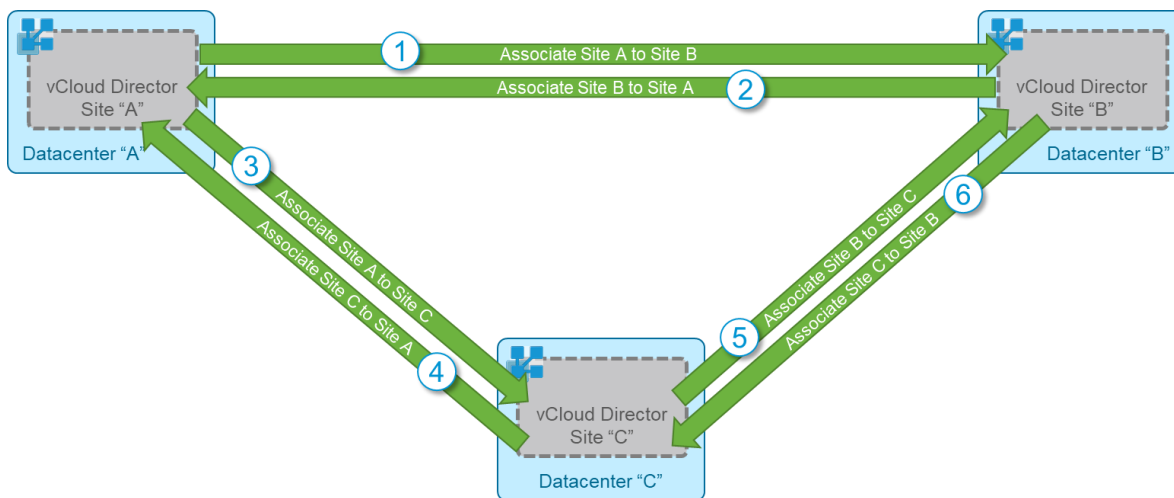 1
Associate Site A to Site B
2
Associate Site B to Site A
vCloud Director
Site “A”
Datacenter “A”
vCloud Director
Site “B”
Datacenter “B”
3
Associate Site A to Site C
Associate Site C to Site A
4
5
Associate Site B to Site C
6
Associate Site C to Site B
vCloud Director
Site “C”
Datacenter “C”